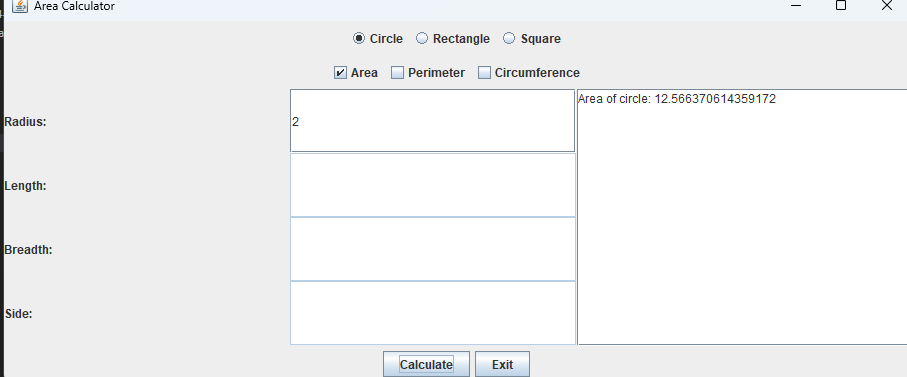 Area Calculator
Circle Rectangle Square
Area Perimeter Circumference
Radius: 2
Area of circle: 12.566370614359172
Length:
Breadth:
Side:
Calculate Exit